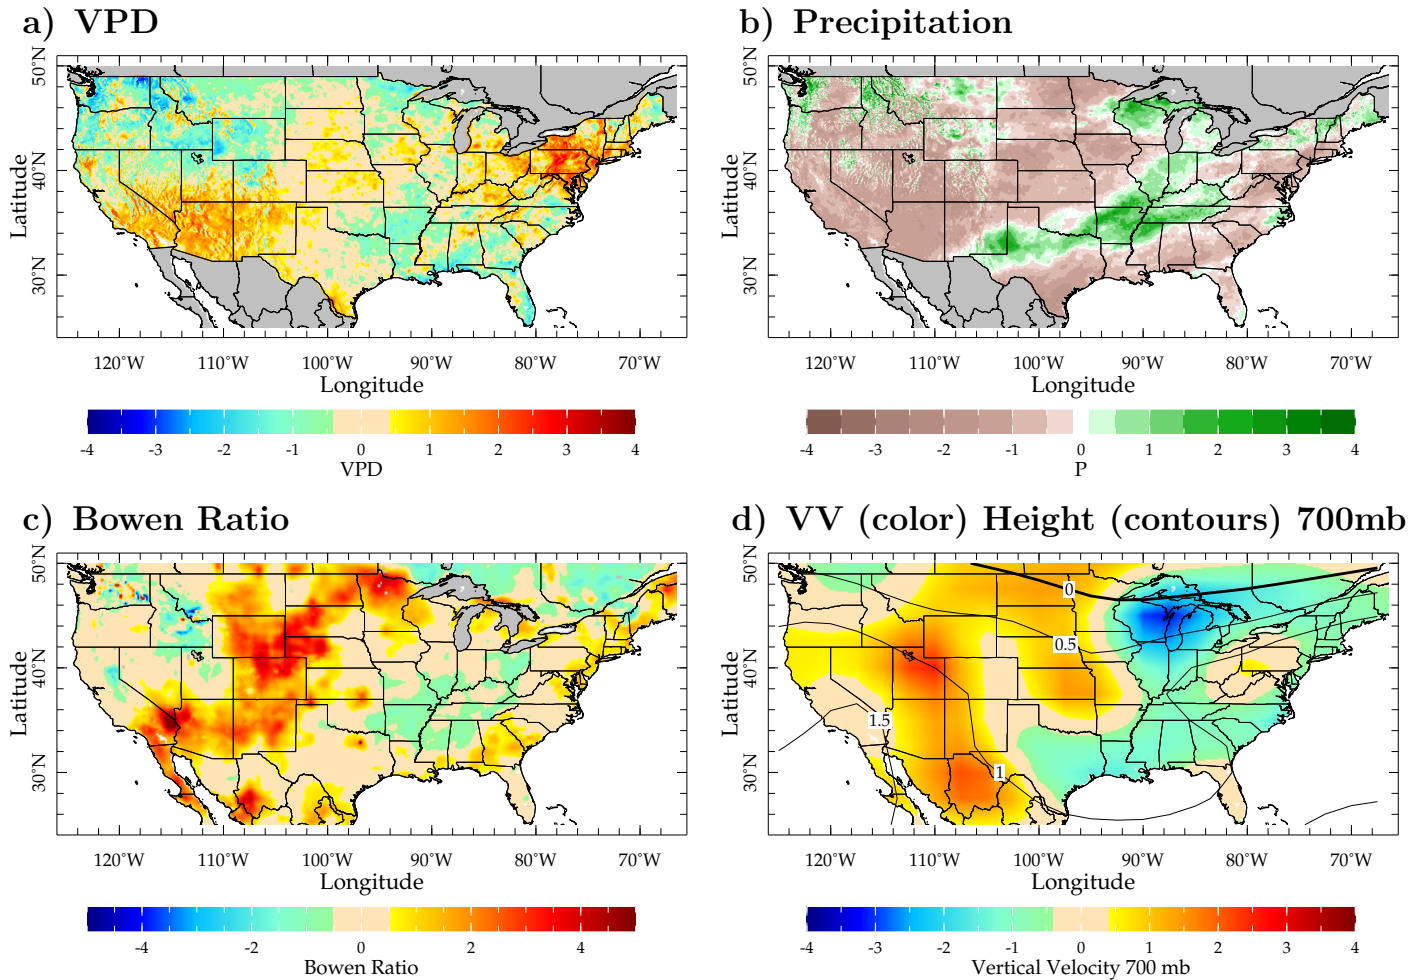 a) VPD
b) Precipitation
50°N
40°N
30°N
Latitude
120°W 110°W 100°W 90°W 80°W 70°W
Longitude
-4 -3 -2 -1 0 1 2 3 4
VPD
50°N
40°N
30°N
Latitude
120°W 110°W 100°W 90°W 80°W 70°W
Longitude
-4 -3 -2 -1 0 1 2 3 4
P
c) Bowen Ratio
d) VV (color) Height (contours) 700mb
50°N
40°N
30°N
Latitude
120°W 110°W 100°W 90°W 80°W 70°W
Longitude
-4 -2 0 2 4
Bowen Ratio
50°N
40°N
30°N
Latitude
0
0.5
1.5
1
120°W 110°W 100°W 90°W 80°W 70°W
Longitude
-4 -3 -2 -1 0 1 2 3 4
Vertical Velocity 700 mb